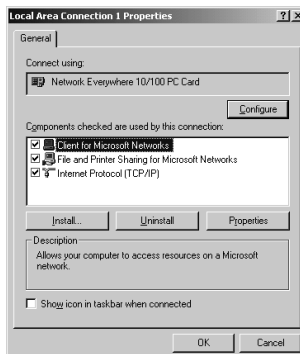 Local Area Connection 1 Properties
General
Connect using:
Network Everywhere 10/100 PC Card
Configure
Components checked are used by this connection:
Client for Microsoft Networks
File and Printer Sharing for Microsoft Networks
Internet Protocol (TCP/IP)
Install... Uninstall Properties
Description
Allows your computer to access resources on a Microsoft
network.
Show icon in taskbar when connected
OK Cancel